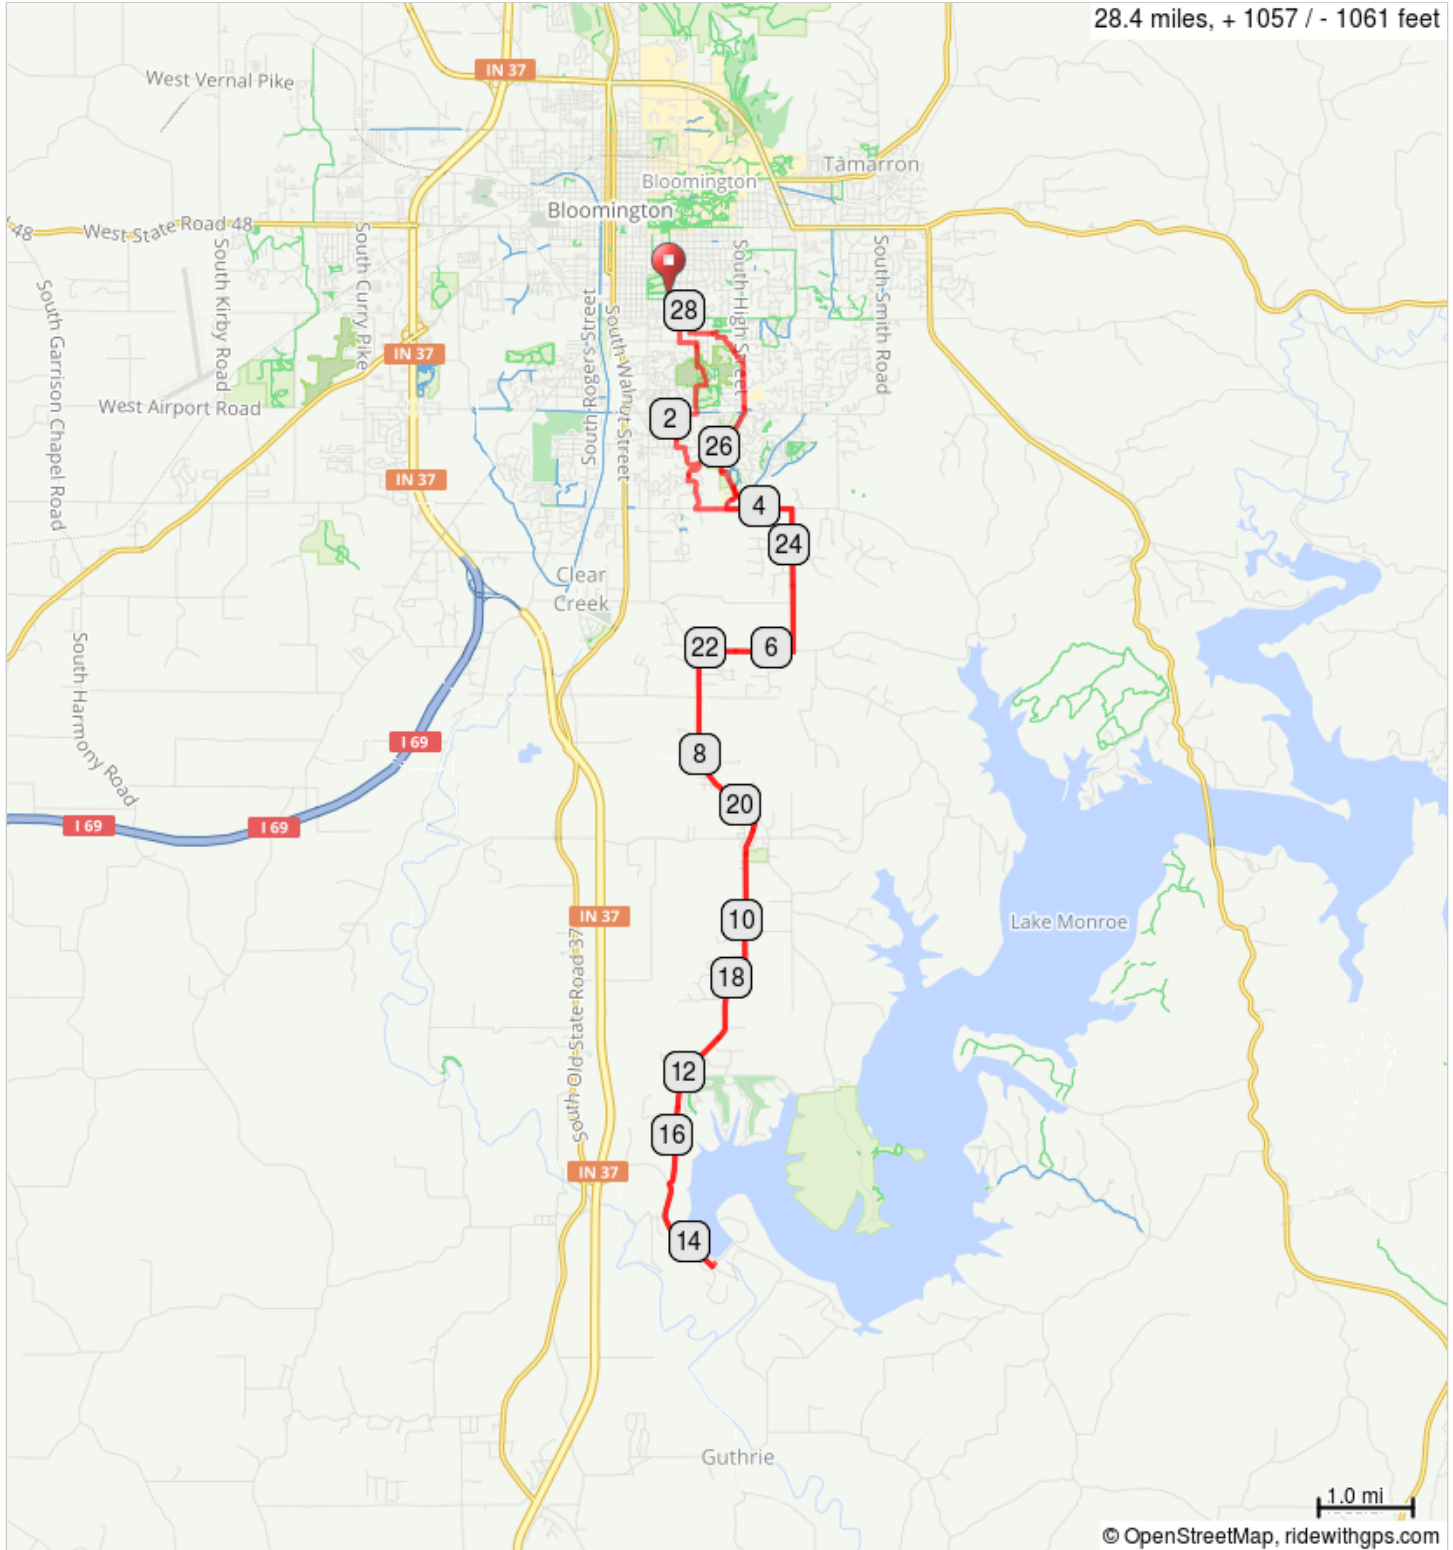 28.4 miles, + 1057 / - 1061 feet
IN 37
West Vernal Pike
Tamarron
Bloomington
Bloomington
West State Road 48
48
South Kirby Road
South Curry Pike
South High Street
South Smith Road
South Garrison Chapel Road
South Rogers Street
South Walnut Street
28
IN 37
West Airport Road
2
26
IN 37
4
24
Clear
Creek
22
6
South Harmony Road
I 69
8
20
I 69
I 69
IN 37
10
Lake Monroe
18
South Old State Road 37
12
16
IN 37
14
Guthrie
1.0 mi
© OpenStreetMap, ridewithgps.com